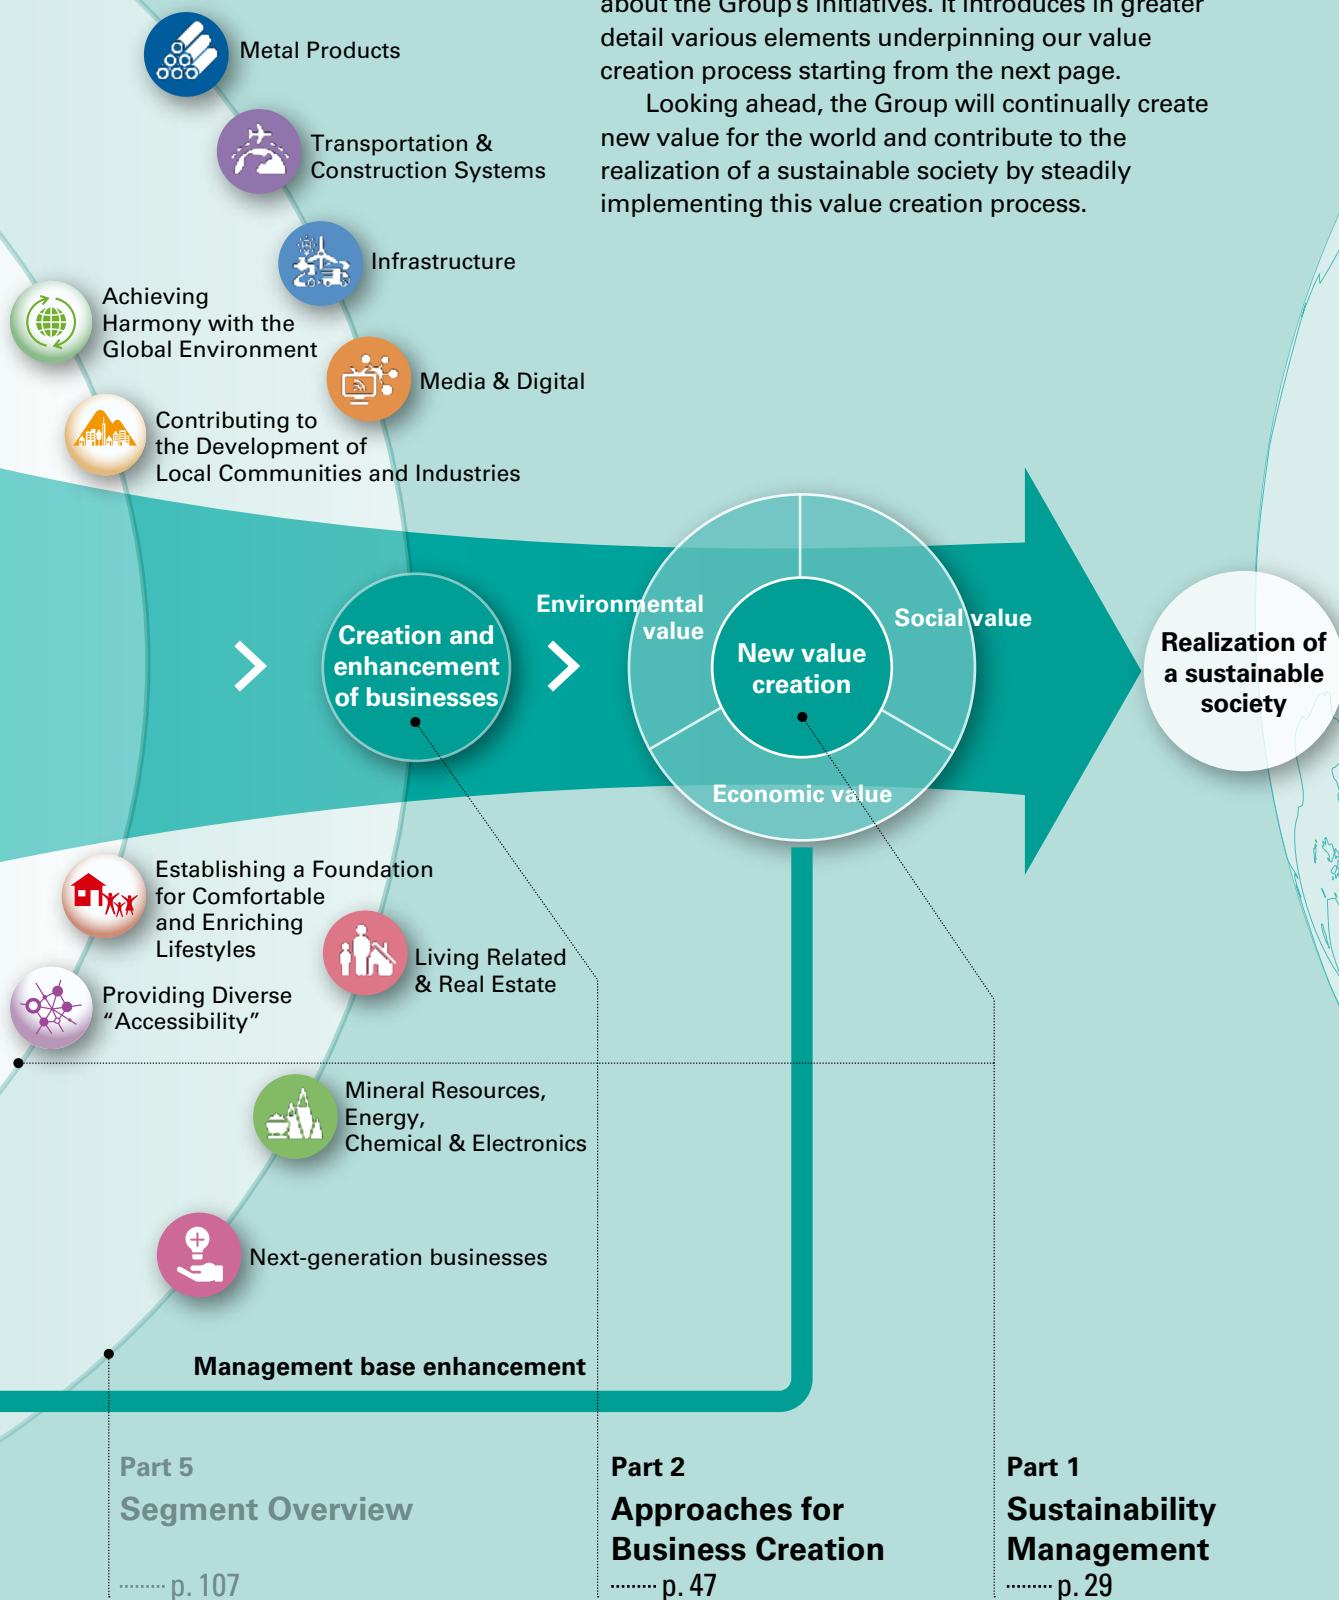 about the Group's initiatives. It introduces in greater
detail various elements underpinning our value
creation process starting from the next page.
Looking ahead, the Group will continually create
new value for the world and contribute to the
realization of a sustainable society by steadily
implementing this value creation process.
Metal Products
Transportation &
Construction Systems
Infrastructure
Achieving
Harmony with the
Global Environment
Media & Digital
Contributing to
the Development of
Local Communities and Industries
Creation and
enhancement
of businesses
Environmental
value
Social value
New value
creation
Economic value
Realization of
a sustainable
society
Establishing a Foundation
for Comfortable
and Enriching
Lifestyles
Living Related
& Real Estate
Providing Diverse
“Accessibility”
Mineral Resources,
Energy,
Chemical & Electronics
Next-generation businesses
Management base enhancement
Part 5
Segment Overview
········· p. 107
Part 2
Approaches for
Business Creation
········· p. 47
Part 1
Sustainability
Management
········· p. 29